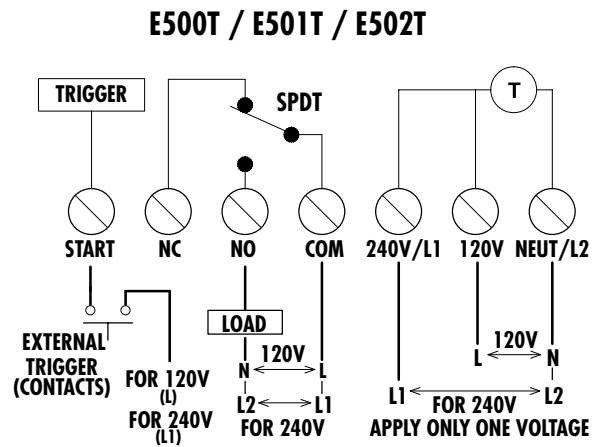 E500T / E501T / E502T
TRIGGER
SPDT
T
START
NC
NO
COM
240V/L1
120V
NEUT/L2
EXTERNAL
TRIGGER
(CONTACTS)
FOR 120V
(L)
FOR 240V
(L1)
LOAD
120V
N
L
L2
L1
FOR 240V
120V
L
N
L1
L2
FOR 240V
APPLY ONLY ONE VOLTAGE